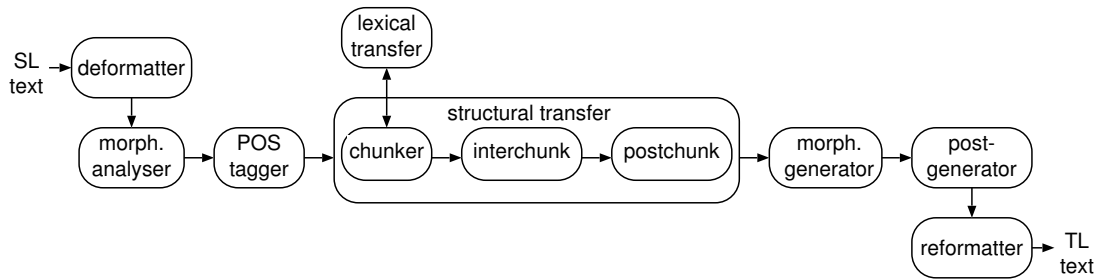 SL
text
deformatter
morph.
analyser
POS
tagger
lexical
transfer
structural transfer
chunker
interchunk
postchunk
morph.
generator
post-
generator
reformatter
TL
text